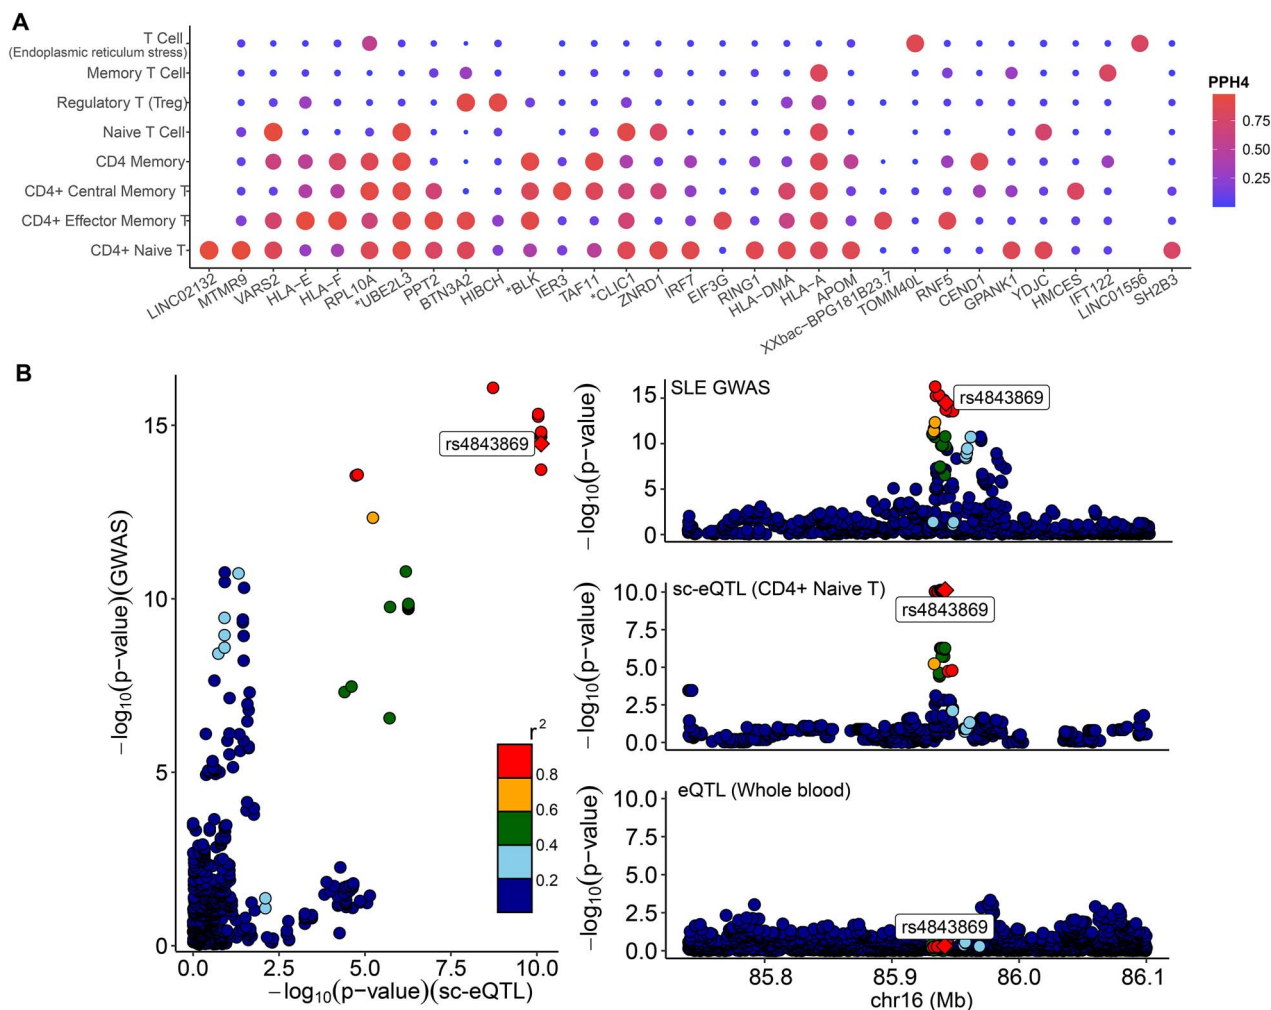 A
T Cell
(Endoplasmic reticulum stress)
Memory T Cell
Regulatory T (Treg)
Naive T Cell
CD4 Memory
CD4+ Central Memory T
CD4+ Effector Memory T
CD4+ Naive T
LINC02132
MTMR9
VARS2
HLA−E
HLA−F
RPL10A
*UBE2L3
PPT2
BTN3A2
HIBCH
*BLK
IER3
TAF11
*CLIC1
ZNRD1
IRF7
EIF3G
RING1
HLA−DMA
HLA−A
APOM
XXbac−BPG181B23.7
TOMM40L
RNF5
CEND1
GPANK1
YDJC
HMCES
IFT122
LINC01556
SH2B3
PPH4
0.75
0.50
0.25
B
−log10(p−value)(GWAS)
15
10
5
0
rs4843869
r2
0.8
0.6
0.4
0.2
0.0 2.5 5.0 7.5 10.0
−log10(p−value)(sc−eQTL)
SLE GWAS
−log10(p−value)
15
10
5
0
rs4843869
sc−eQTL (CD4+ Naive T)
−log10(p−value)
10.0
7.5
5.0
2.5
0.0
rs4843869
eQTL (Whole blood)
−log10(p−value)
10.0
7.5
5.0
2.5
0.0
rs4843869
85.8 85.9 86.0 86.1
chr16 (Mb)